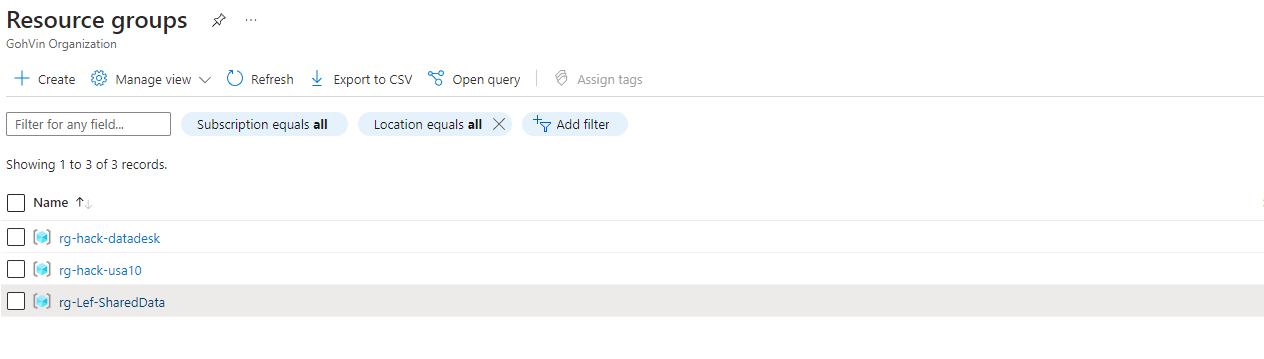 Resource groups
GohVin Organization
Create Manage view Refresh Export to CSV Open query Assign tags
Filter for any field... Subscription equals all Location equals all Add filter
Showing 1 to 3 of 3 records.
Name
rg-hack-datadesk
rg-hack-usa10
rg-Lef-SharedData